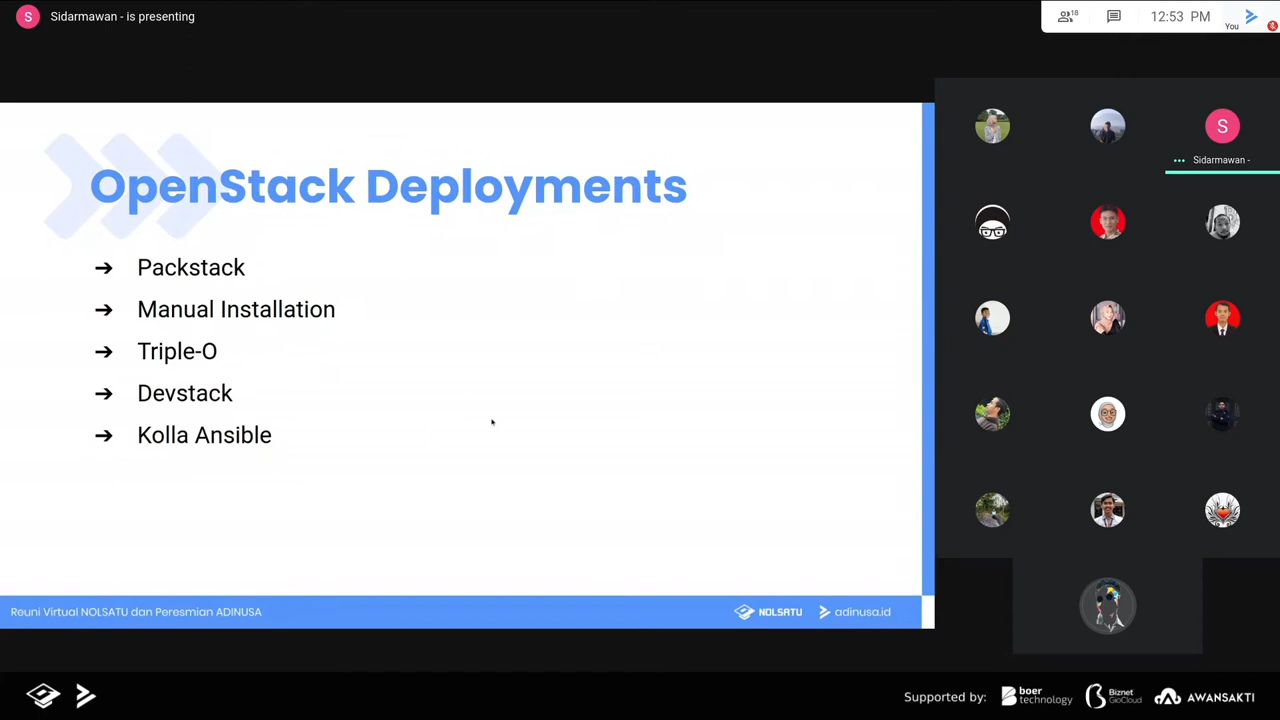 S
Sidarmawan - is presenting
16
12:53 PM
You
OpenStack Deployments
➔ Packstack
➔ Manual Installation
➔ Triple-O
➔ Devstack
➔ Kolla Ansible
S
Sidarmawan -
Reuni Virtual NOLSATU dan Peresmian ADINUSA
NOLSATU
adinusa.id
Supported by:
boer
technology
Biznet
GioCloud
AWANSAKTI